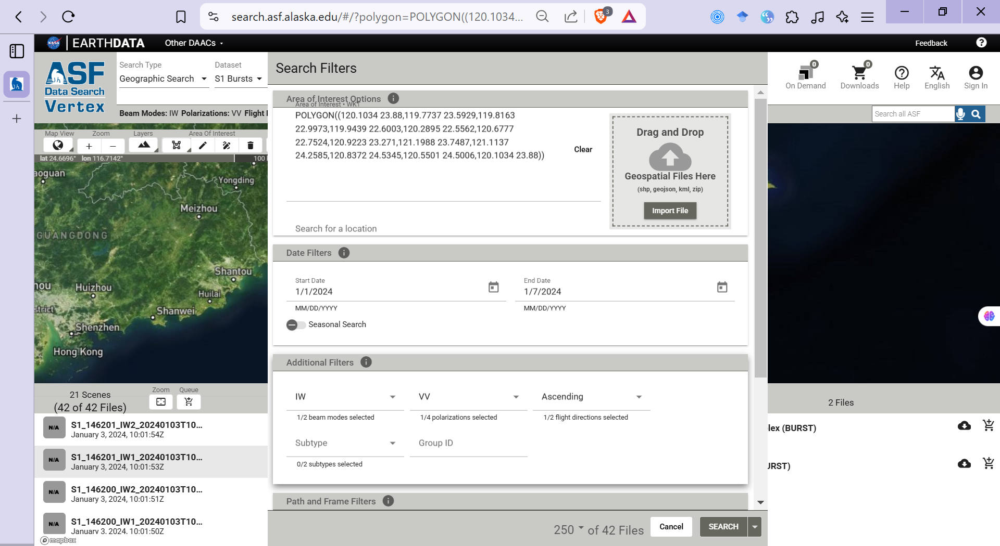 search.asf.alaska.edu/#/?polygon=POLYGON((120.1034...
3
NASA
EARTHDATA
Other DAACs
Feedback
ASF
Data Search
Vertex
Search Type
Geographic Search
Dataset
S1 Bursts
Search Filters
0
On Demand
0
Downloads
Help
English
Sign In
Beam Modes: IW Polarizations: VV Flight
Search all ASF
Map View
Zoom
Layers
Area Of Interest
lat 24.6696° lon 116.7142°
100
Yongding
Meizhou
GUANGDONG
Shantou
Huizhou
Huilai
Shanwei
Shenzhen
Hong Kong
Area of Interest Options
Area of Interest • WKT
POLYGON((120.1034 23.88,119.7737 23.5929,119.8163
22.9973,119.9439 22.6003,120.2895 22.5562,120.6777
22.7524,120.9223 23.271,121.1988 23.7487,121.1137
24.2585,120.8372 24.5345,120.5501 24.5006,120.1034 23.88))
Clear
Drag and Drop
Geospatial Files Here
(shp, geojson, kml, zip)
Import File
Search for a location
Date Filters
Start Date
1/1/2024
MM/DD/YYYY
End Date
1/7/2024
MM/DD/YYYY
Seasonal Search
Additional Filters
IW
1/2 beam modes selected
VV
1/4 polarizations selected
Ascending
1/2 flight directions selected
Subtype
0/2 subtypes selected
Group ID
Path and Frame Filters
250 of 42 Files
Cancel
SEARCH
21 Scenes
(42 of 42 Files)
Zoom
Queue
N/A
S1_146201_IW2_20240103T10...
January 3, 2024, 10:01:54Z
N/A
S1_146201_IW1_20240103T10...
January 3, 2024, 10:01:53Z
N/A
S1_146200_IW2_20240103T10...
January 3, 2024, 10:01:51Z
N/A
S1_146200_IW1_20240103T10...
January 3, 2024, 10:01:50Z
mapbox
2 Files
lex (BURST)
URST)